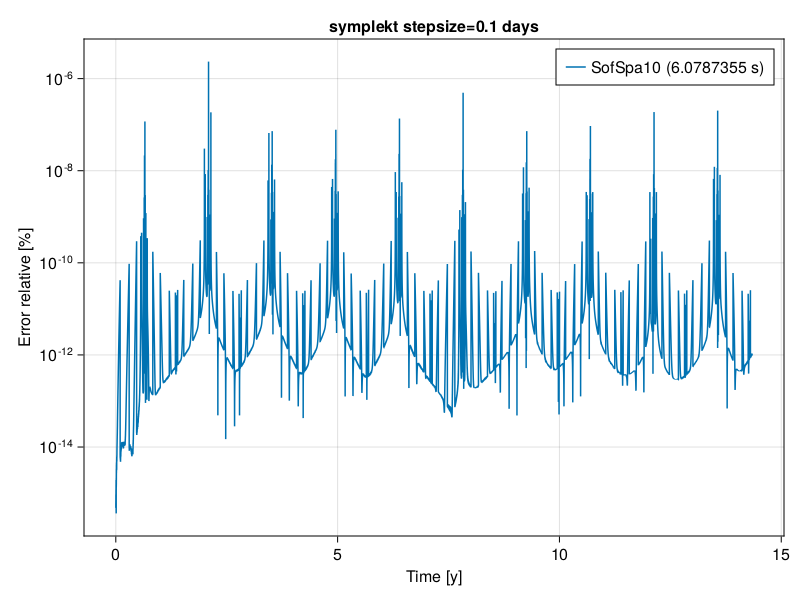 symplekt stepsize=0.1 days
SofSpa10 (6.0787355 s)
Error relative [%]
10⁻⁶
10⁻⁸
10⁻¹⁰
10⁻¹²
10⁻¹⁴
0 5 10 15
Time [y]